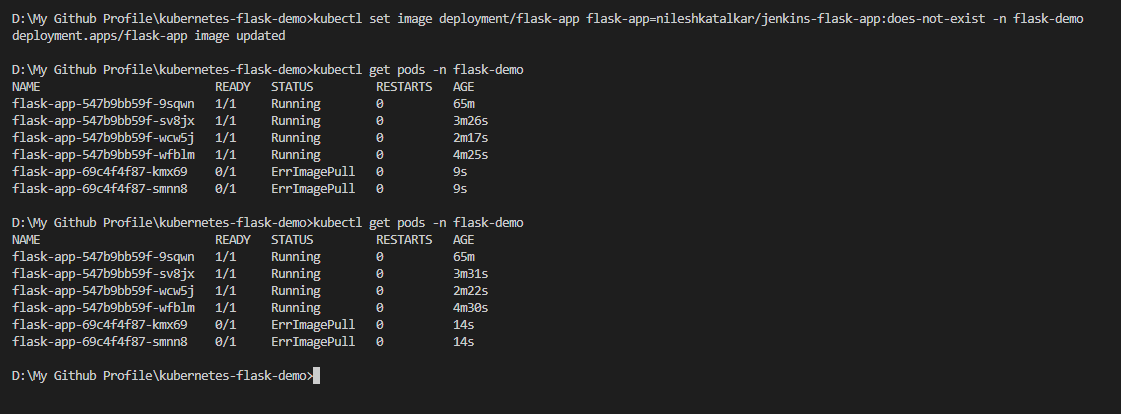 D:\My Github Profile\kubernetes-flask-demo>kubectl set image deployment/flask-app flask-app=nileshkatalkar/jenkins-flask-app:does-not-exist -n flask-demo
deployment.apps/flask-app image updated
D:\My Github Profile\kubernetes-flask-demo>kubectl get pods -n flask-demo
NAME                         READY   STATUS         RESTARTS   AGE
flask-app-547b9bb59f-9sqwn   1/1     Running        0          65m
flask-app-547b9bb59f-sv8jx   1/1     Running        0          3m26s
flask-app-547b9bb59f-wcw5j   1/1     Running        0          2m17s
flask-app-547b9bb59f-wfblm   1/1     Running        0          4m25s
flask-app-69c4f4f87-kmx69    0/1     ErrImagePull   0          9s
flask-app-69c4f4f87-smnn8    0/1     ErrImagePull   0          9s
D:\My Github Profile\kubernetes-flask-demo>kubectl get pods -n flask-demo
NAME                         READY   STATUS         RESTARTS   AGE
flask-app-547b9bb59f-9sqwn   1/1     Running        0          65m
flask-app-547b9bb59f-sv8jx   1/1     Running        0          3m31s
flask-app-547b9bb59f-wcw5j   1/1     Running        0          2m22s
flask-app-547b9bb59f-wfblm   1/1     Running        0          4m30s
flask-app-69c4f4f87-kmx69    0/1     ErrImagePull   0          14s
flask-app-69c4f4f87-smnn8    0/1     ErrImagePull   0          14s
D:\My Github Profile\kubernetes-flask-demo>